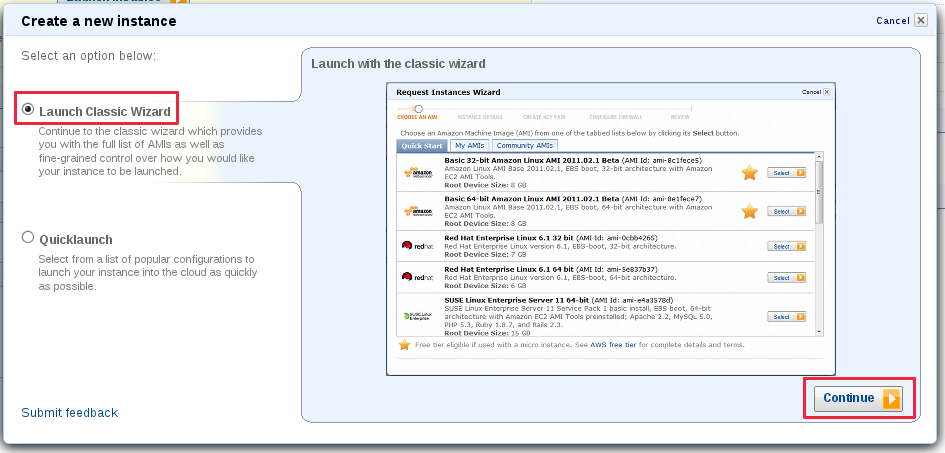 Create a new instance
Cancel
Select an option below:
Launch Classic Wizard
Continue to the classic wizard which provides
you with the full list of AMIs as well as
fine-grained control over how you would like
your instance to be launched.
Quicklaunch
Select from a list of popular configurations to
launch your instance into the cloud as quickly
as possible.
Submit feedback
Launch with the classic wizard
Request Instances Wizard
Cancel
CHOOSE AN AMI INSTANCE DETAILS CREATE KEY PAIR CONFIGURE FIREWALL REVIEW
Choose an Amazon Machine Image (AMI) from one of the tabbed lists below by clicking its Select button.
Quick Start My AMIs Community AMIs
amazon
Basic 32-bit Amazon Linux AMI 2011.02.1 Beta (AMI Id: ami-8c1fece5)
Amazon Linux AMI Base 2011.02.1, EBS boot, 32-bit architecture with Amazon
EC2 AMI Tools.
Root Device Size: 8 GB
Select
amazon
Basic 64-bit Amazon Linux AMI 2011.02.1 Beta (AMI Id: ami-8e1fece7)
Amazon Linux AMI Base 2011.02.1, EBS boot, 64-bit architecture with Amazon
EC2 AMI Tools.
Root Device Size: 8 GB
Select
redhat
Red Hat Enterprise Linux 6.1 32 bit (AMI Id: ami-0cbb4265)
Red Hat Enterprise Linux version 6.1, EBS-boot, 32-bit architecture.
Root Device Size: 7 GB
Select
redhat
Red Hat Enterprise Linux 6.1 64 bit (AMI Id: ami-5e837b37)
Red Hat Enterprise Linux version 6.1, EBS-boot, 64-bit architecture.
Root Device Size: 6 GB
Select
SUSE Linux
Enterprise
SUSE Linux Enterprise Server 11 64-bit (AMI Id: ami-e4a3578d)
SUSE Linux Enterprise Server 11 Service Pack 1 basic install, EBS boot, 64-bit
architecture with Amazon EC2 AMI Tools preinstalled; Apache 2.2, MySQL 5.0,
PHP 5.3, Ruby 1.8.7, and Rails 2.3.
Root Device Size: 15 GB
Select
Free tier eligible if used with a micro instance. See AWS free tier for complete details and terms.
Continue